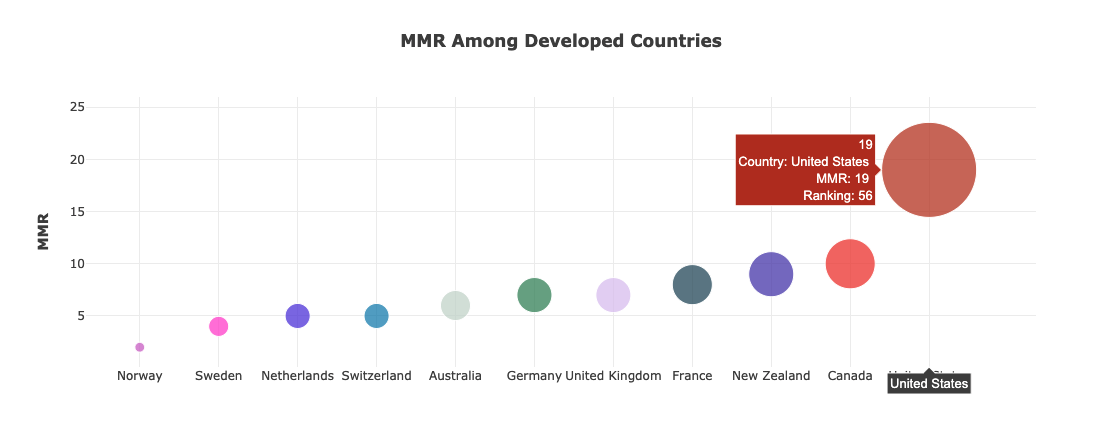 MMR Among Developed Countries
25
20
15
10
5
MMR
19
Country: United States
MMR: 19
Ranking: 56
Norway
Sweden
Netherlands
Switzerland
Australia
Germany
United Kingdom
France
New Zealand
Canada
United States